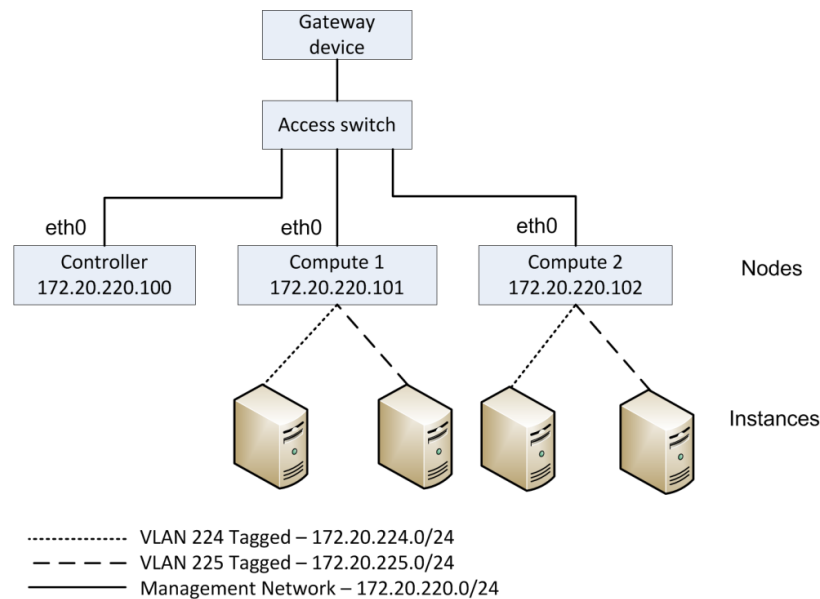 Gateway
device
Access switch
eth0
eth0
eth0
Controller
172.20.220.100
Compute 1
172.20.220.101
Compute 2
172.20.220.102
Nodes
Instances
VLAN 224 Tagged – 172.20.224.0/24
VLAN 225 Tagged – 172.20.225.0/24
Management Network – 172.20.220.0/24